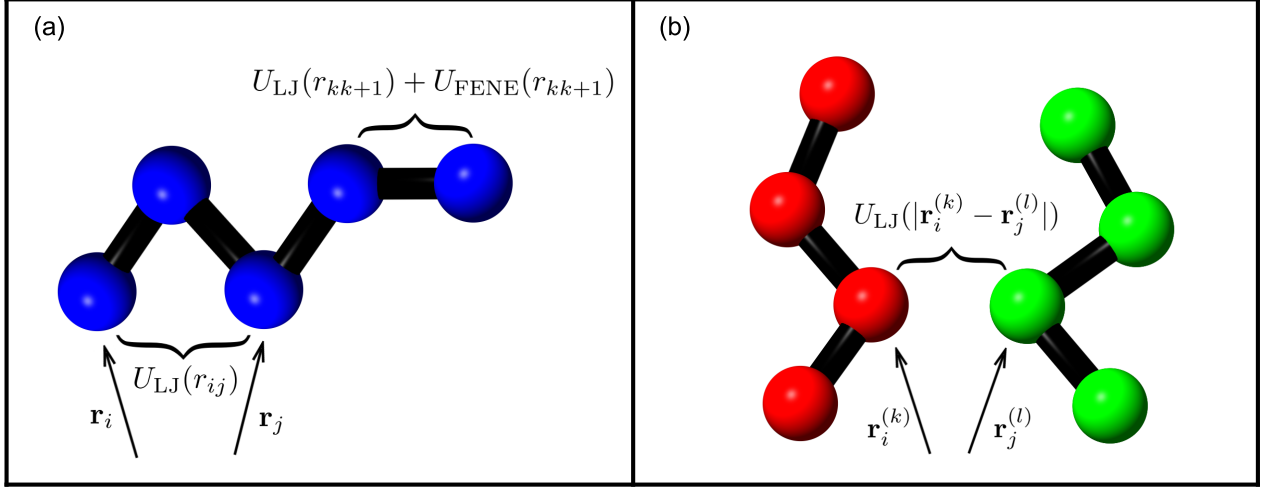 (a)
U_LJ(r_{kk+1}) + U_FENE(r_{kk+1})
U_LJ(r_{ij})
r_i
r_j
(b)
U_LJ(|r_i^{(k)} − r_j^{(l)}|)
r_i^{(k)}
r_j^{(l)}